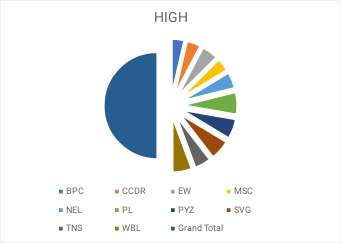 HIGH
BPC CCDR EW MSC
NEL PL PYZ SVG
TNS WBL Grand Total